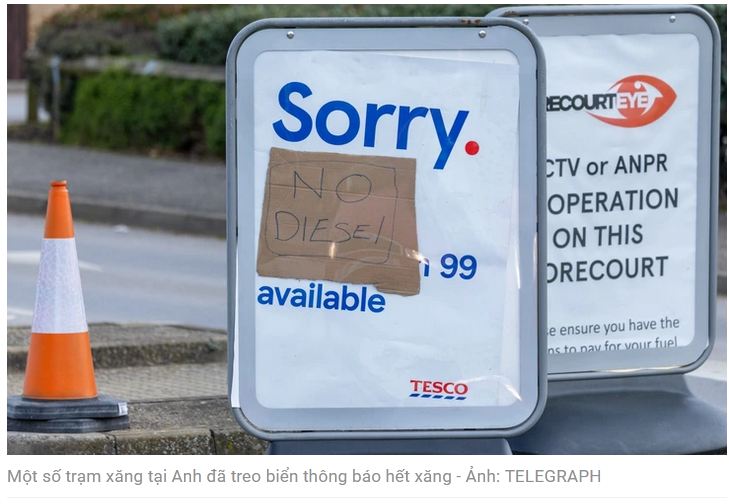 Sorry.
NO
DIESEL
99
available
TESCO
RECOURTEYE
CTV or ANPR
OPERATION
ON THIS
ORECOURT
se ensure you have the
ns to pay for your fuel
Một số trạm xăng tại Anh đã treo biển thông báo hết xăng - Ảnh: TELEGRAPH